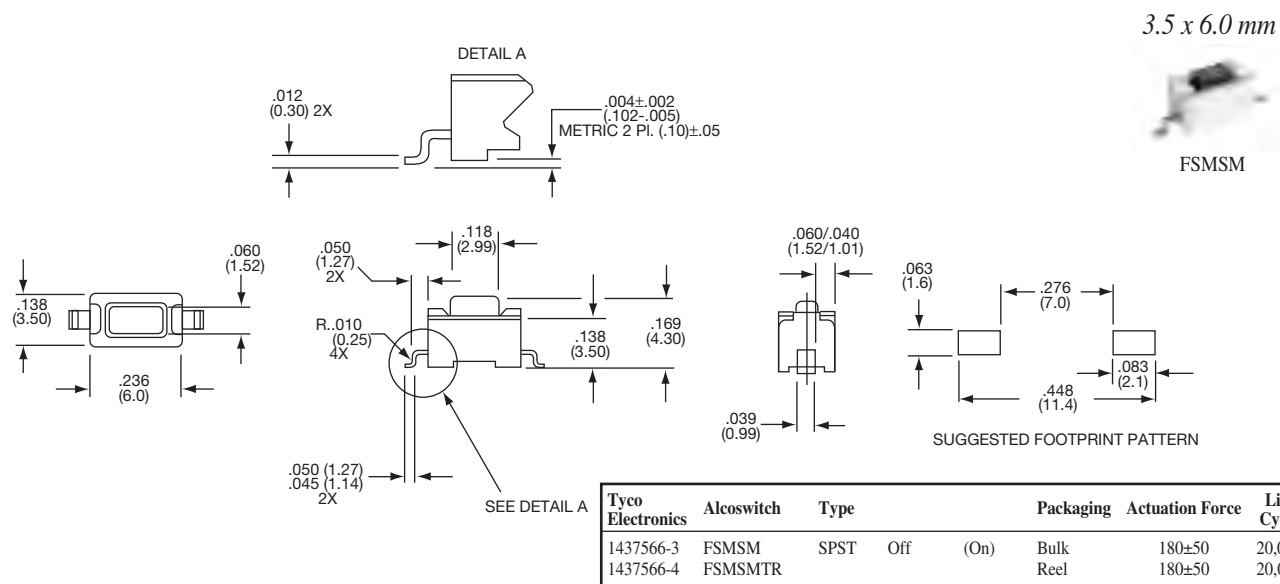 3.5 x 6.0 mm
DETAIL A
.012
(0.30) 2X
.004±.002
(.102-.005)
METRIC 2 Pl. (.10)±.05
FSMSM
.138
(3.50)
.060
(1.52)
.236
(6.0)
.050
(1.27)
2X
.118
(2.99)
R..010
(0.25)
4X
.138
(3.50)
.169
(4.30)
.050 (1.27)
.045 (1.14)
2X
SEE DETAIL A
.060/.040
(1.52/1.01)
.039
(0.99)
.063
(1.6)
.276
(7.0)
.083
(2.1)
.448
(11.4)
SUGGESTED FOOTPRINT PATTERN
Tyco Electronics Alcoswitch Type Packaging Actuation Force
1437566-3 FSMSM SPST Off (On) Bulk 180±50
1437566-4 FSMSMTR Reel 180±50